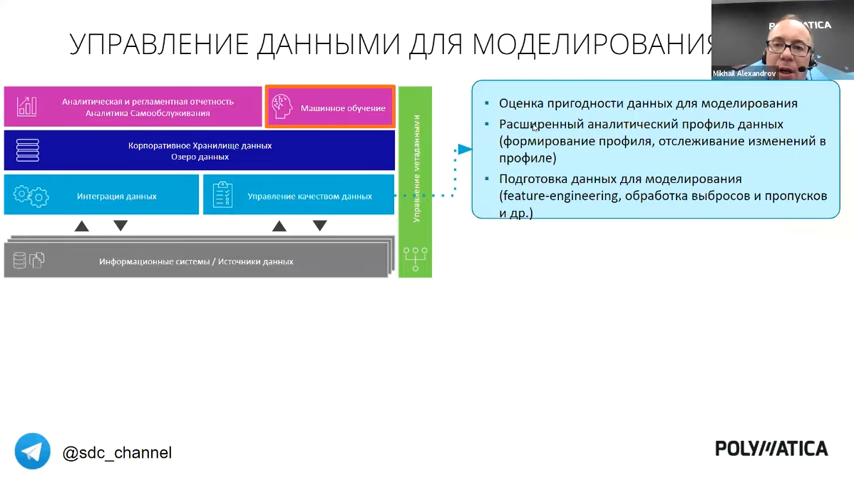 УПРАВЛЕНИЕ ДАННЫМИ ДЛЯ МОДЕЛИРОВАНИЯ
POLYMATICA
Mikhail Alexandrov
Аналитическая и регламентная отчетность
Аналитика Самообслуживания
Машинное обучение
Корпоративное Хранилище данных
Озеро данных
Интеграция данных
Управление качеством данных
Управление метаданными
Информационные системы / Источники данных
▪ Оценка пригодности данных для моделирования
▪ Расширенный аналитический профиль данных
(формирование профиля, отслеживание изменений в
профиле)
▪ Подготовка данных для моделирования
(feature-engineering, обработка выбросов и пропусков
и др.)
@sdc_channel
POLYMATICA